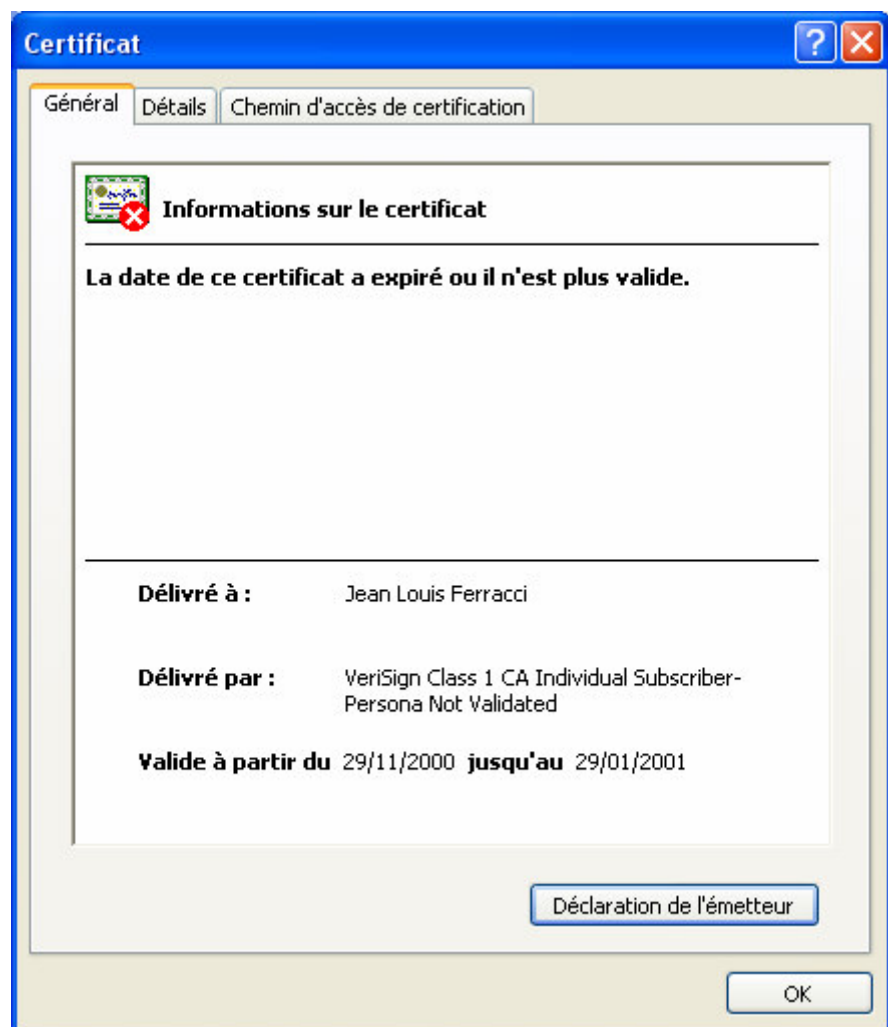 Certificat
Général Détails Chemin d'accès de certification
Informations sur le certificat
La date de ce certificat a expiré ou il n'est plus valide.
Délivré à : Jean Louis Ferracci
Délivré par : VeriSign Class 1 CA Individual Subscriber-
Persona Not Validated
Valide à partir du 29/11/2000 jusqu'au 29/01/2001
Déclaration de l'émetteur
OK